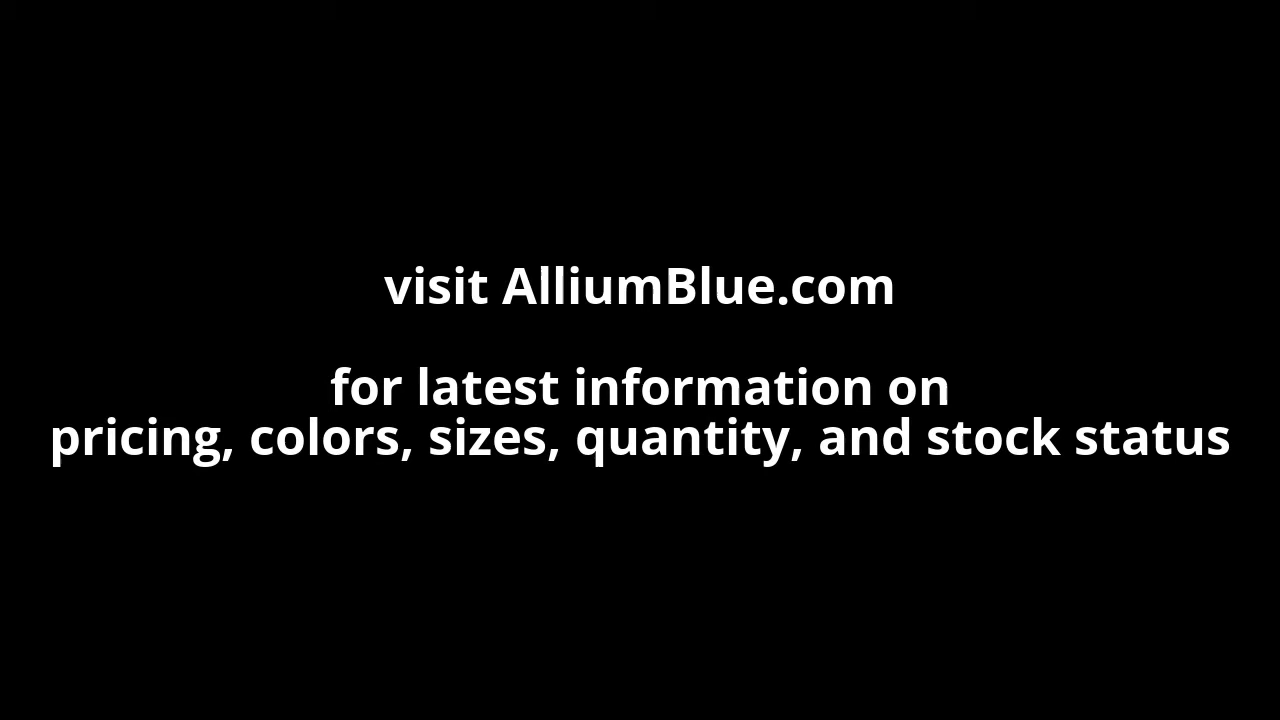 visit AlliumBlue.com
for latest information on
pricing, colors, sizes, quantity, and stock status